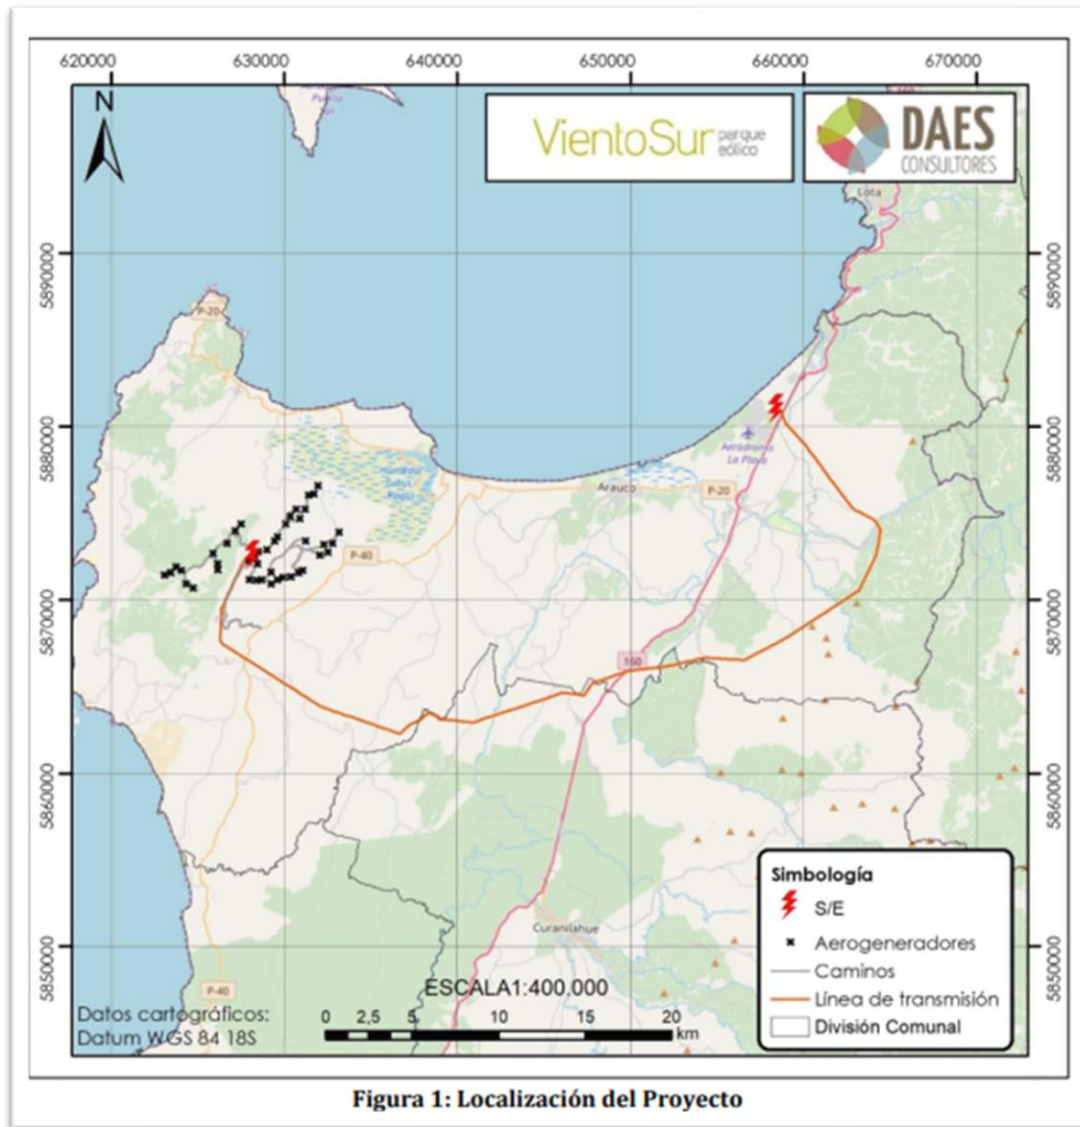 620000 630000 640000 650000 660000 670000
N
VientoSur parque eólico
DAES
CONSULTORES
Lota
5890000 5890000
P-20
5880000 5880000
Aeródromo
La Playa
Humedal
Arauco
P-20
P-40
5870000 5870000
160
5860000 5860000
Simbología
S/E
Aerogeneradores
Caminos
Línea de transmisión
División Comunal
Curanilahue
5850000 5850000
P-40
ESCALA1:400.000
Datos cartográficos:
Datum WGS 84 18S
0 2,5 5 10 15 20
km
Figura 1: Localización del Proyecto